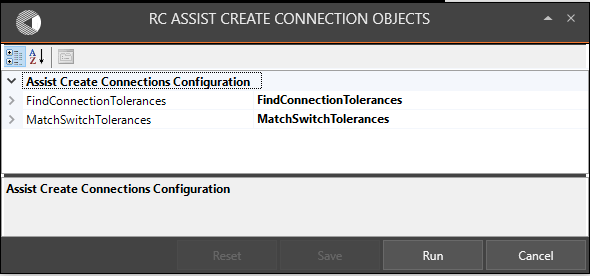 RC ASSIST CREATE CONNECTION OBJECTS
Assist Create Connections Configuration
FindConnectionTolerances FindConnectionTolerances
MatchSwitchTolerances MatchSwitchTolerances
Assist Create Connections Configuration
Reset Save Run Cancel